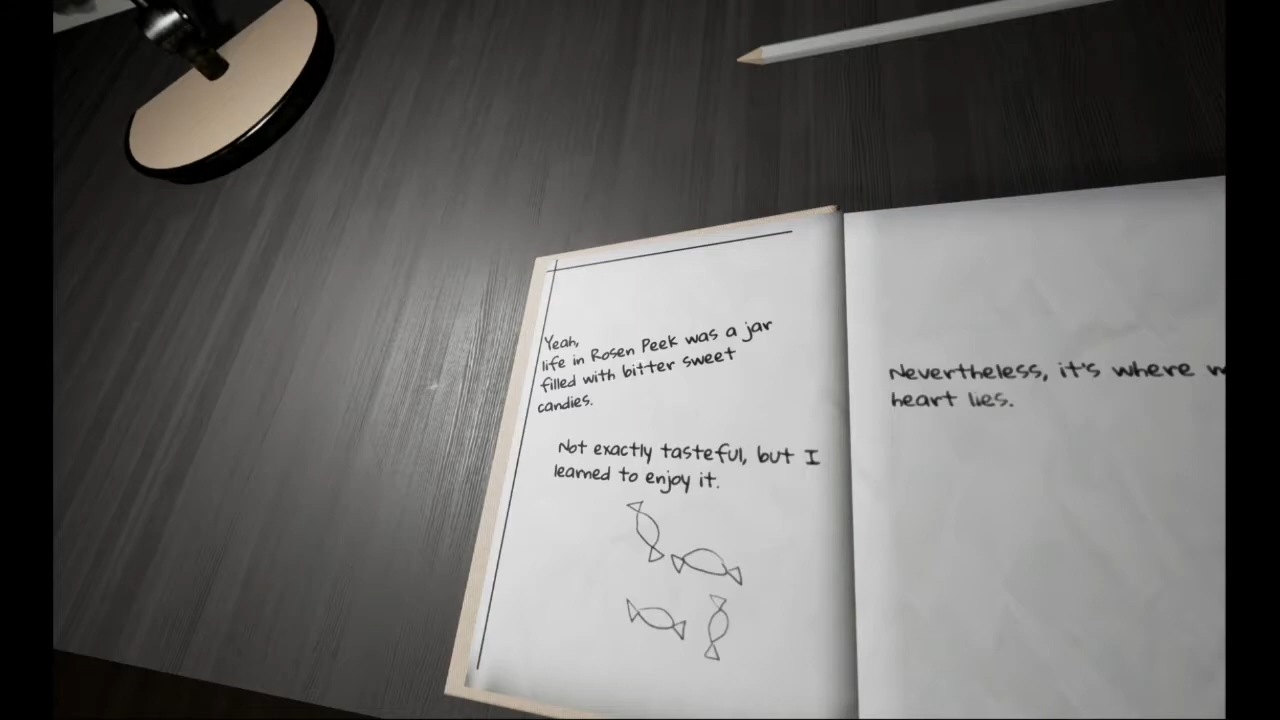 Yeah,
life in Rosen Peek was a jar
filled with bitter sweet
candies.
Not exactly tasteful, but I
learned to enjoy it.
Nevertheless, it's where
heart lies.